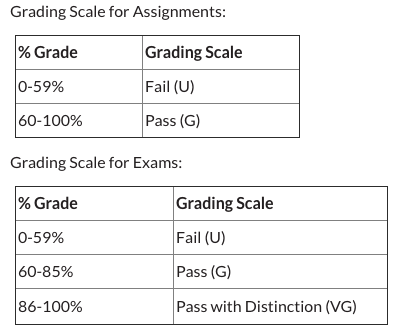 Grading Scale for Assignments:
% Grade Grading Scale
0-59% Fail (U)
60-100% Pass (G)
Grading Scale for Exams:
% Grade Grading Scale
0-59% Fail (U)
60-85% Pass (G)
86-100% Pass with Distinction (VG)